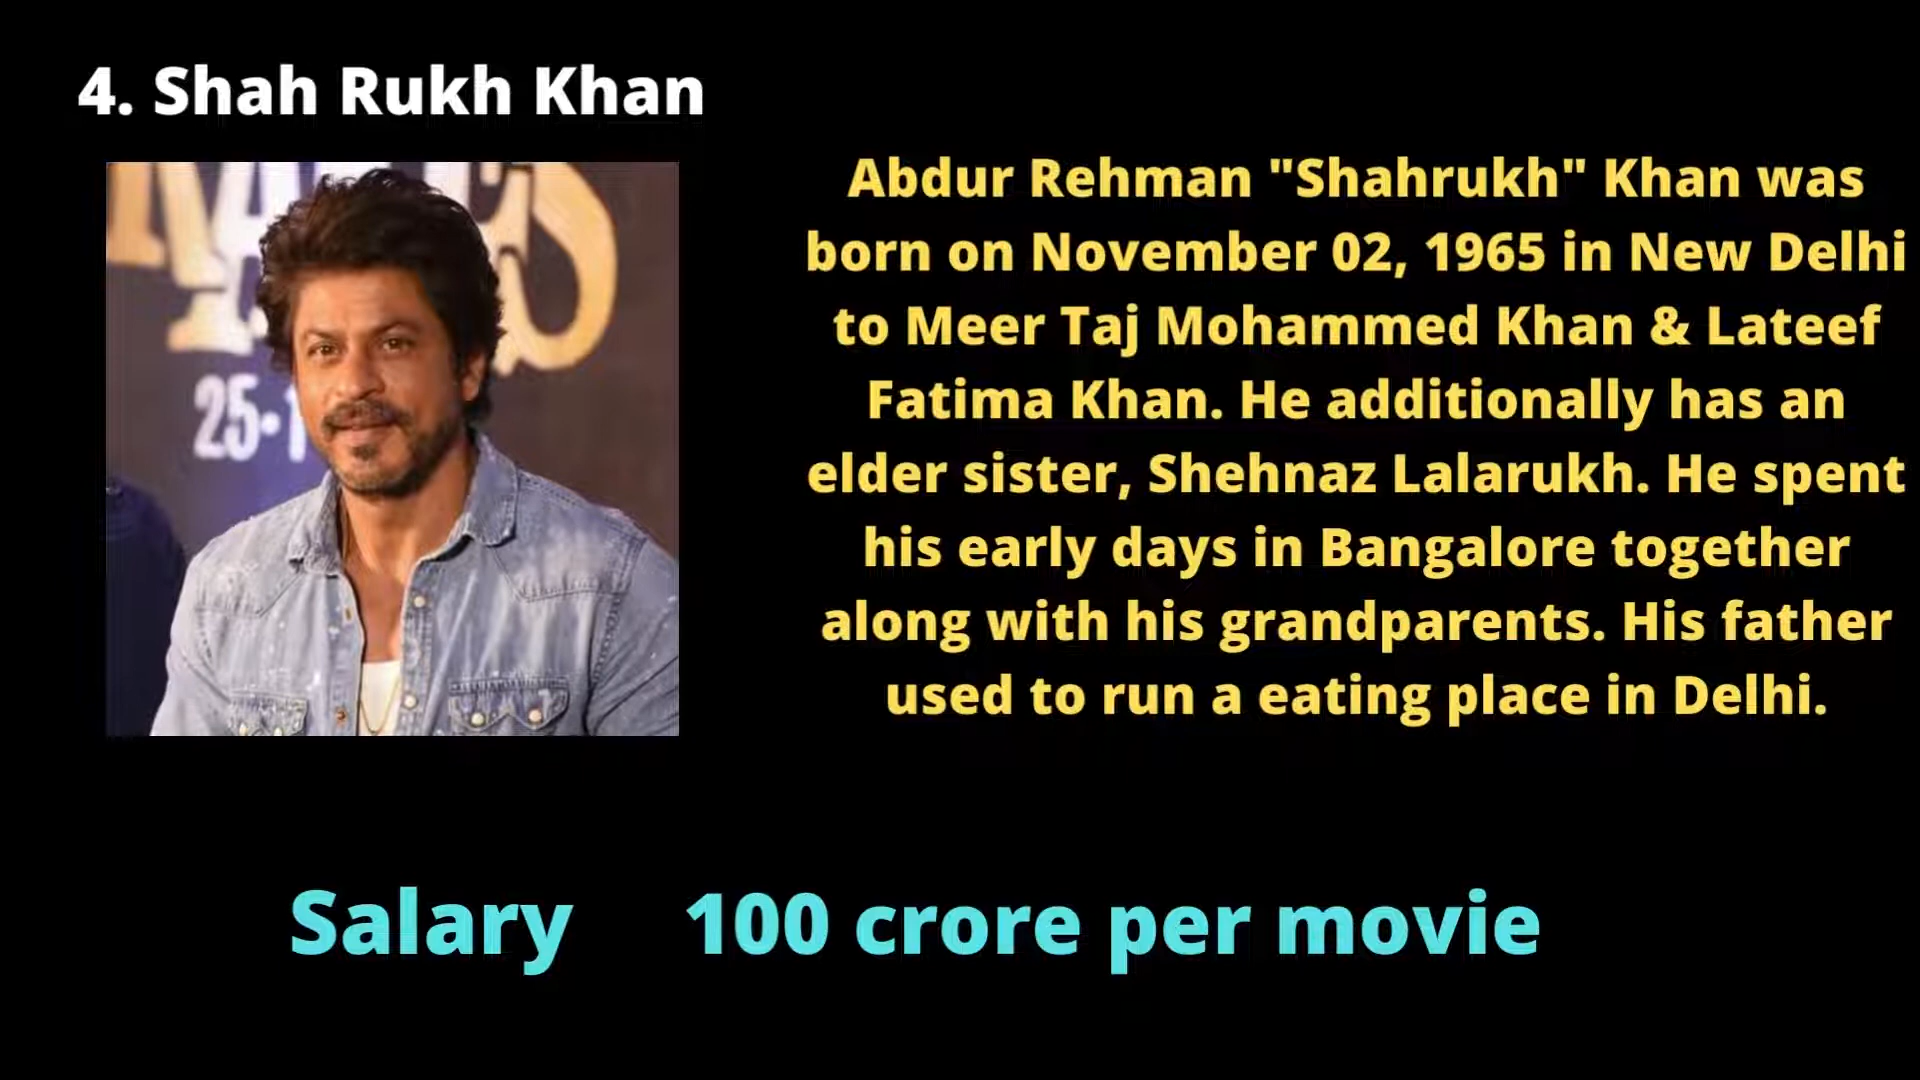 4. Shah Rukh Khan
25-1
Abdur Rehman "Shahrukh" Khan was
born on November 02, 1965 in New Delhi
to Meer Taj Mohammed Khan & Lateef
Fatima Khan. He additionally has an
elder sister, Shehnaz Lalarukh. He spent
his early days in Bangalore together
along with his grandparents. His father
used to run a eating place in Delhi.
Salary 100 crore per movie